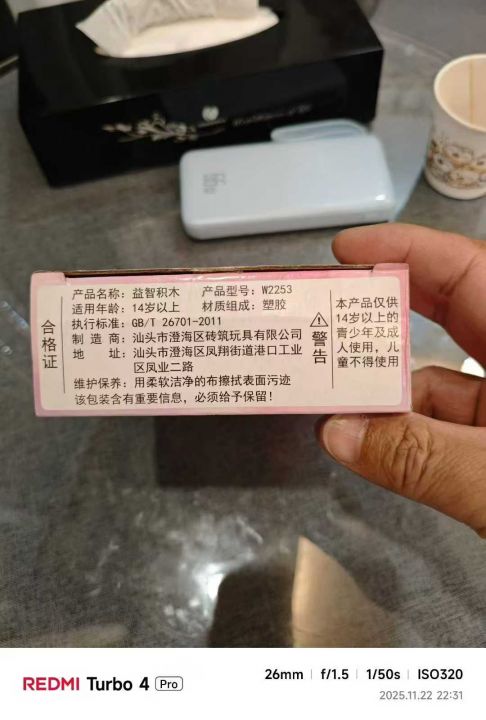 合格证
产品名称：益智积木 产品型号：W2253
适用年龄：14岁以上 材质组成：塑胶
执行标准：GB/T 26701-2011
制造商：汕头市澄海区砖筑玩具有限公司
地址：汕头市澄海区凤翔街道港口工业
区凤业二路
维护保养：用柔软洁净的布擦拭表面污迹
该包装含有重要信息，必须给予保留！
警告
本产品仅供
14岁以上的
青少年及成
人使用，儿
童不得使用
REDMI Turbo 4 Pro
26mm | f/1.5 | 1/50s | ISO320
2025.11.22 22:31